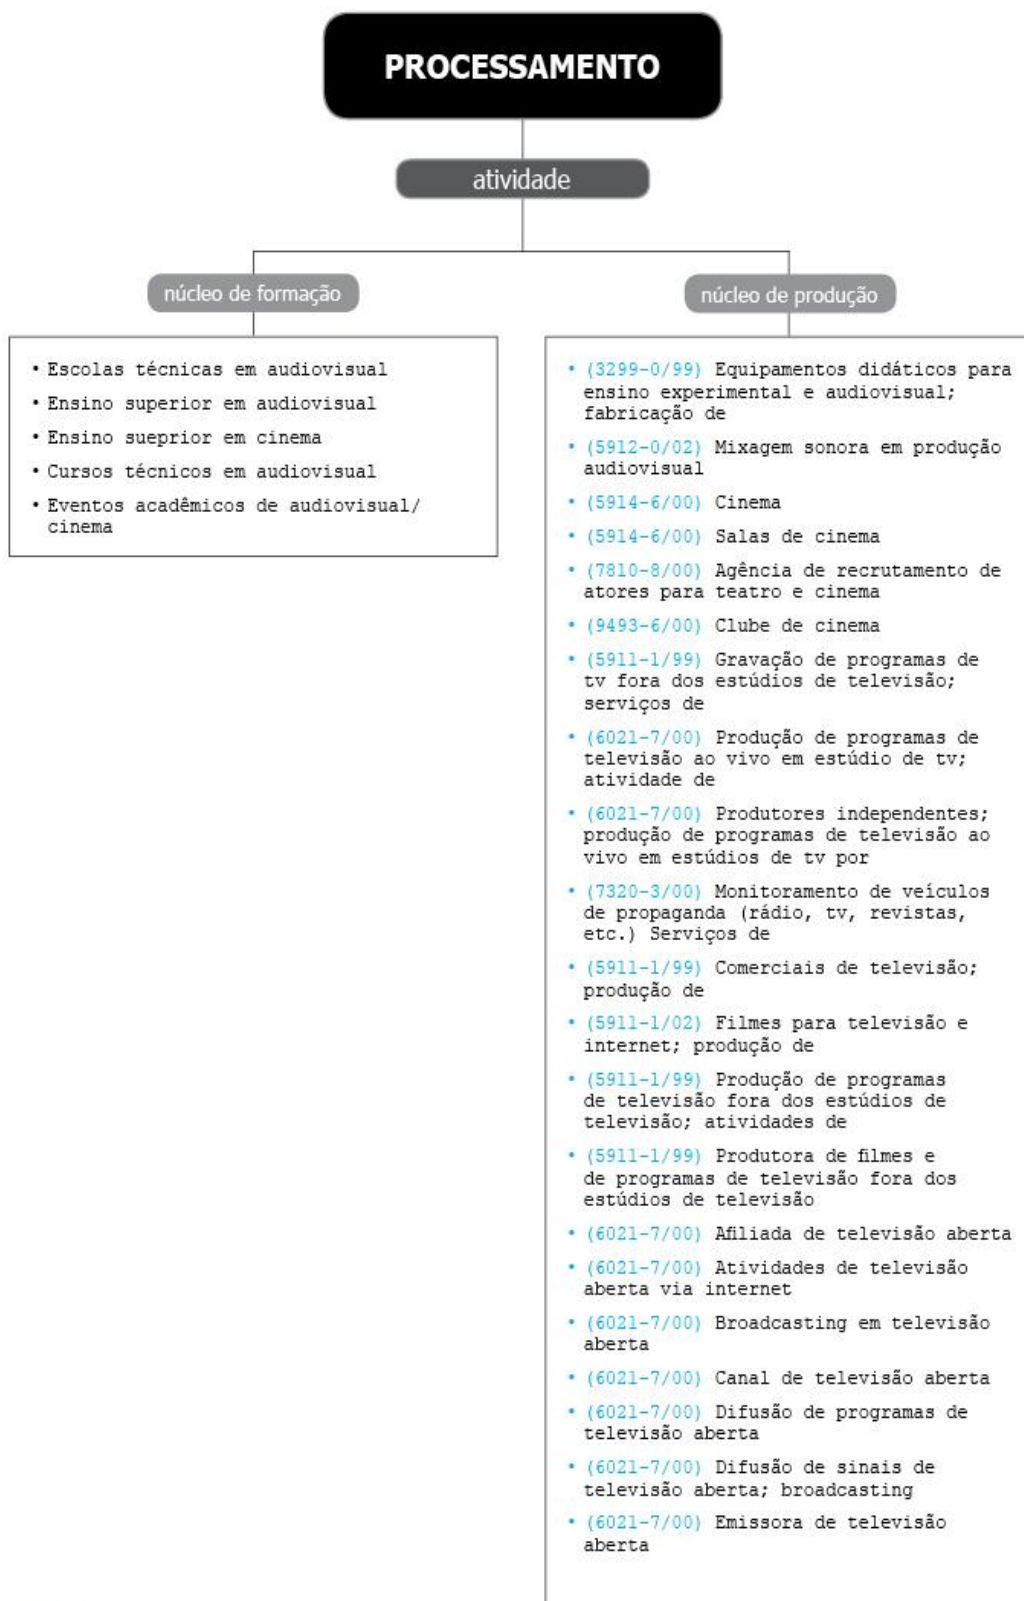 PROCESSAMENTO
atividade
núcleo de formação
• Escolas técnicas em audiovisual
• Ensino superior em audiovisual
• Ensino sueprior em cinema
• Cursos técnicos em audiovisual
• Eventos acadêmicos de audiovisual/
cinema
núcleo de produção
• (3299-0/99) Equipamentos didáticos para
ensino experimental e audiovisual;
fabricação de
• (5912-0/02) Mixagem sonora em produção
audiovisual
• (5914-6/00) Cinema
• (5914-6/00) Salas de cinema
• (7810-8/00) Agência de recrutamento de
atores para teatro e cinema
• (9493-6/00) Clube de cinema
• (5911-1/99) Gravação de programas de
tv fora dos estúdios de televisão;
serviços de
• (6021-7/00) Produção de programas de
televisão ao vivo em estúdio de tv;
atividade de
• (6021-7/00) Produtores independentes;
produção de programas de televisão ao
vivo em estúdios de tv por
• (7320-3/00) Monitoramento de veículos
de propaganda (rádio, tv, revistas,
etc.) Serviços de
• (5911-1/99) Comerciais de televisão;
produção de
• (5911-1/02) Filmes para televisão e
internet; produção de
• (5911-1/99) Produção de programas
de televisão fora dos estúdios de
televisão; atividades de
• (5911-1/99) Produtora de filmes e
de programas de televisão fora dos
estúdios de televisão
• (6021-7/00) Afiliada de televisão aberta
• (6021-7/00) Atividades de televisão
aberta via internet
• (6021-7/00) Broadcasting em televisão
aberta
• (6021-7/00) Canal de televisão aberta
• (6021-7/00) Difusão de programas de
televisão aberta
• (6021-7/00) Difusão de sinais de
televisão aberta; broadcasting
• (6021-7/00) Emissora de televisão
aberta